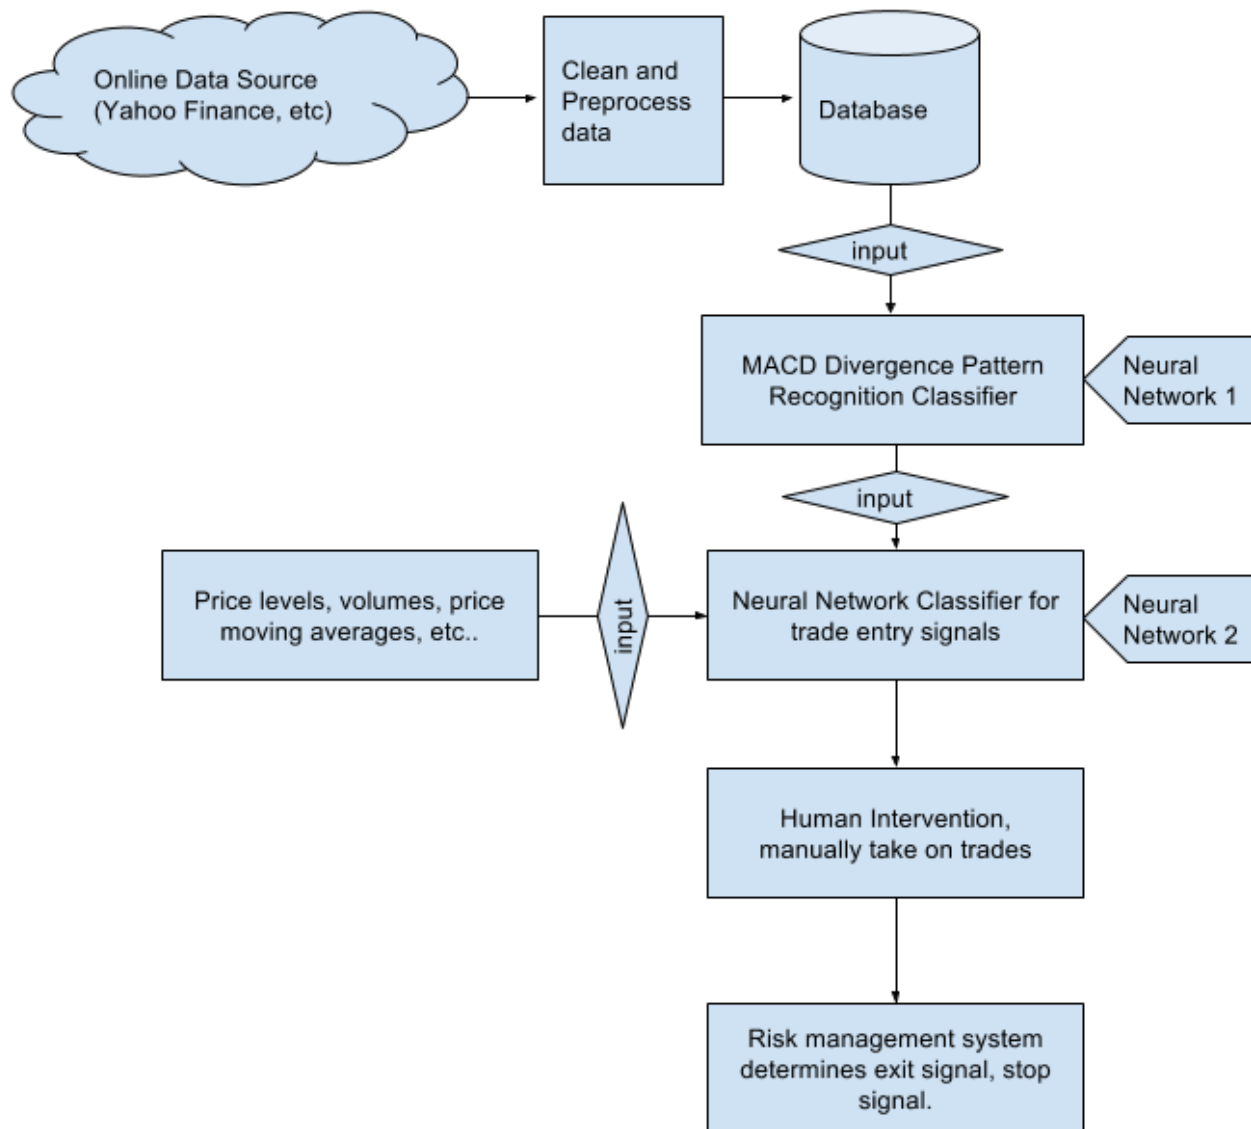 Online Data Source
(Yahoo Finance, etc)
Clean and
Preprocess
data
Database
input
MACD Divergence Pattern
Recognition Classifier
Neural
Network 1
input
Price levels, volumes, price
moving averages, etc..
input
Neural Network Classifier for
trade entry signals
Neural
Network 2
Human Intervention,
manually take on trades
Risk management system
determines exit signal, stop
signal.